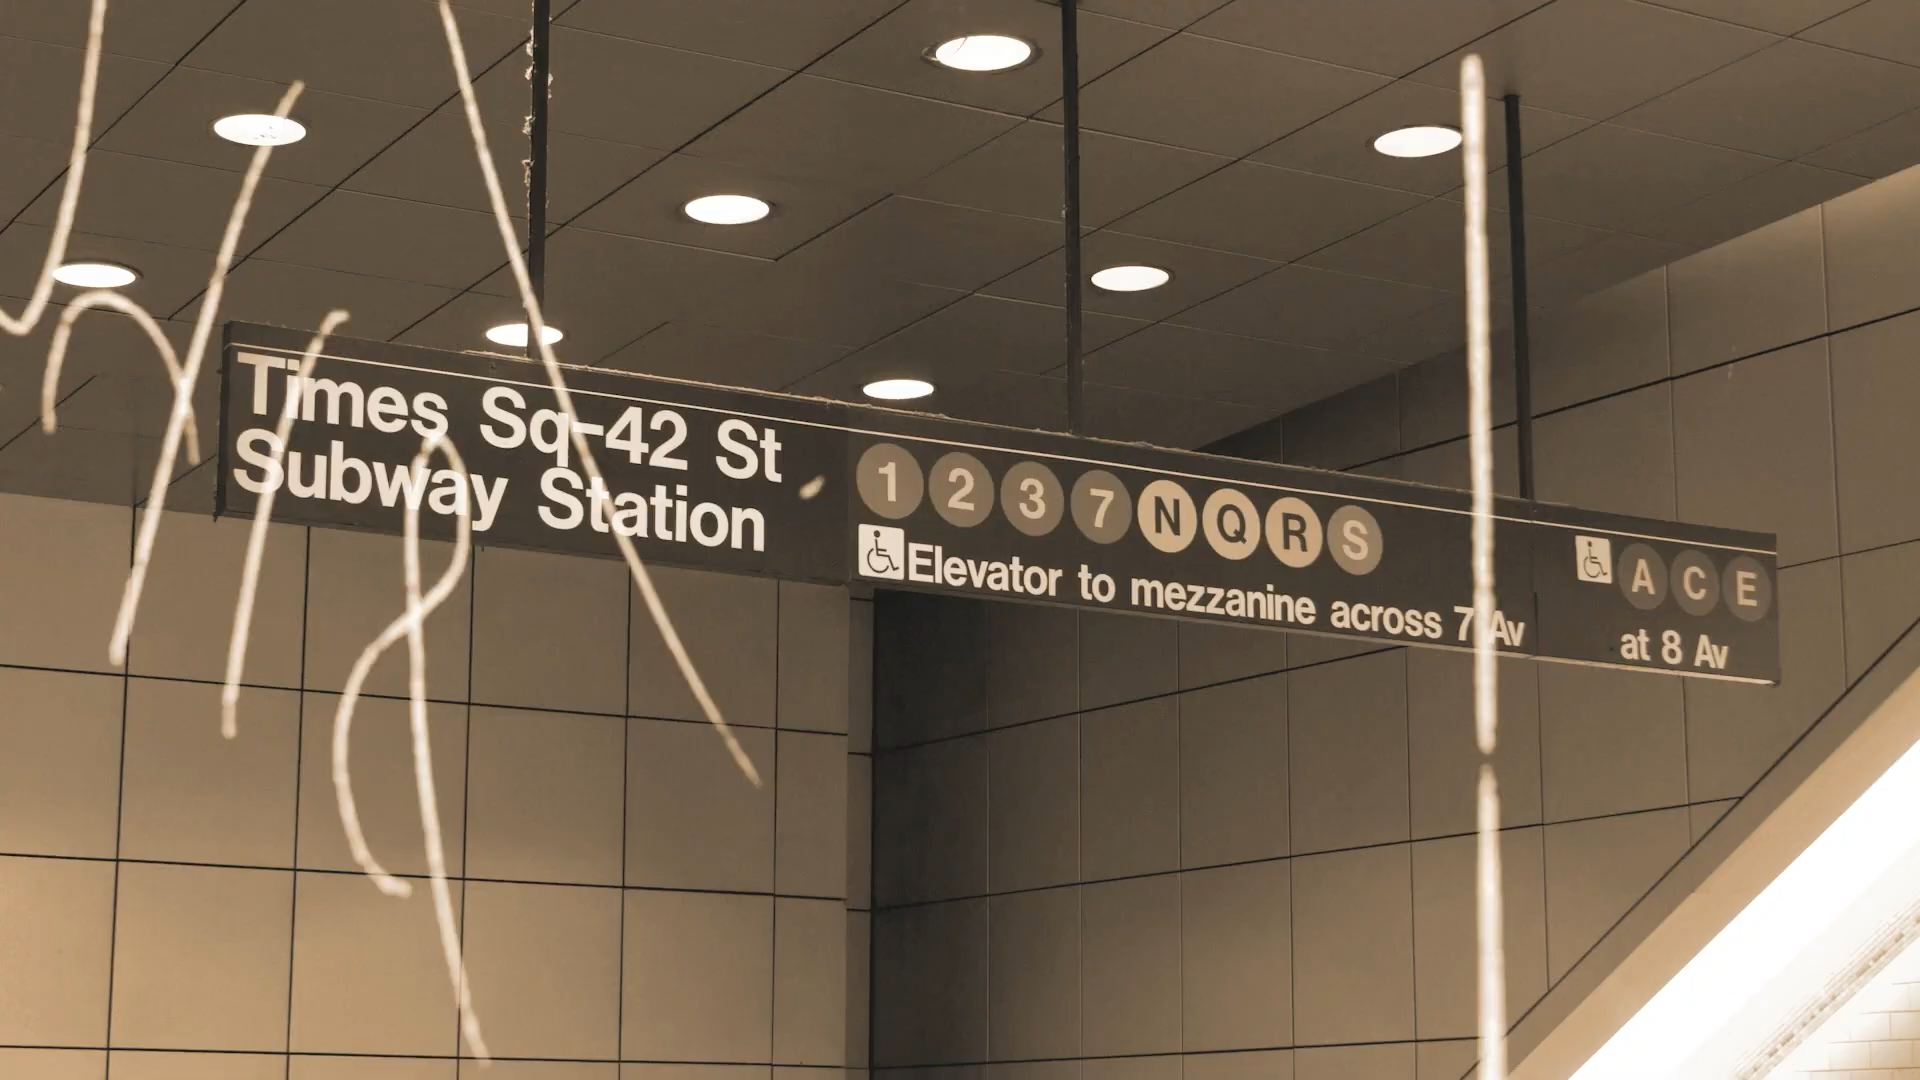 Times Sq-42 St
Subway Station
1 2 3 7 N Q R S
Elevator to mezzanine across 7 Av
A C E
at 8 Av